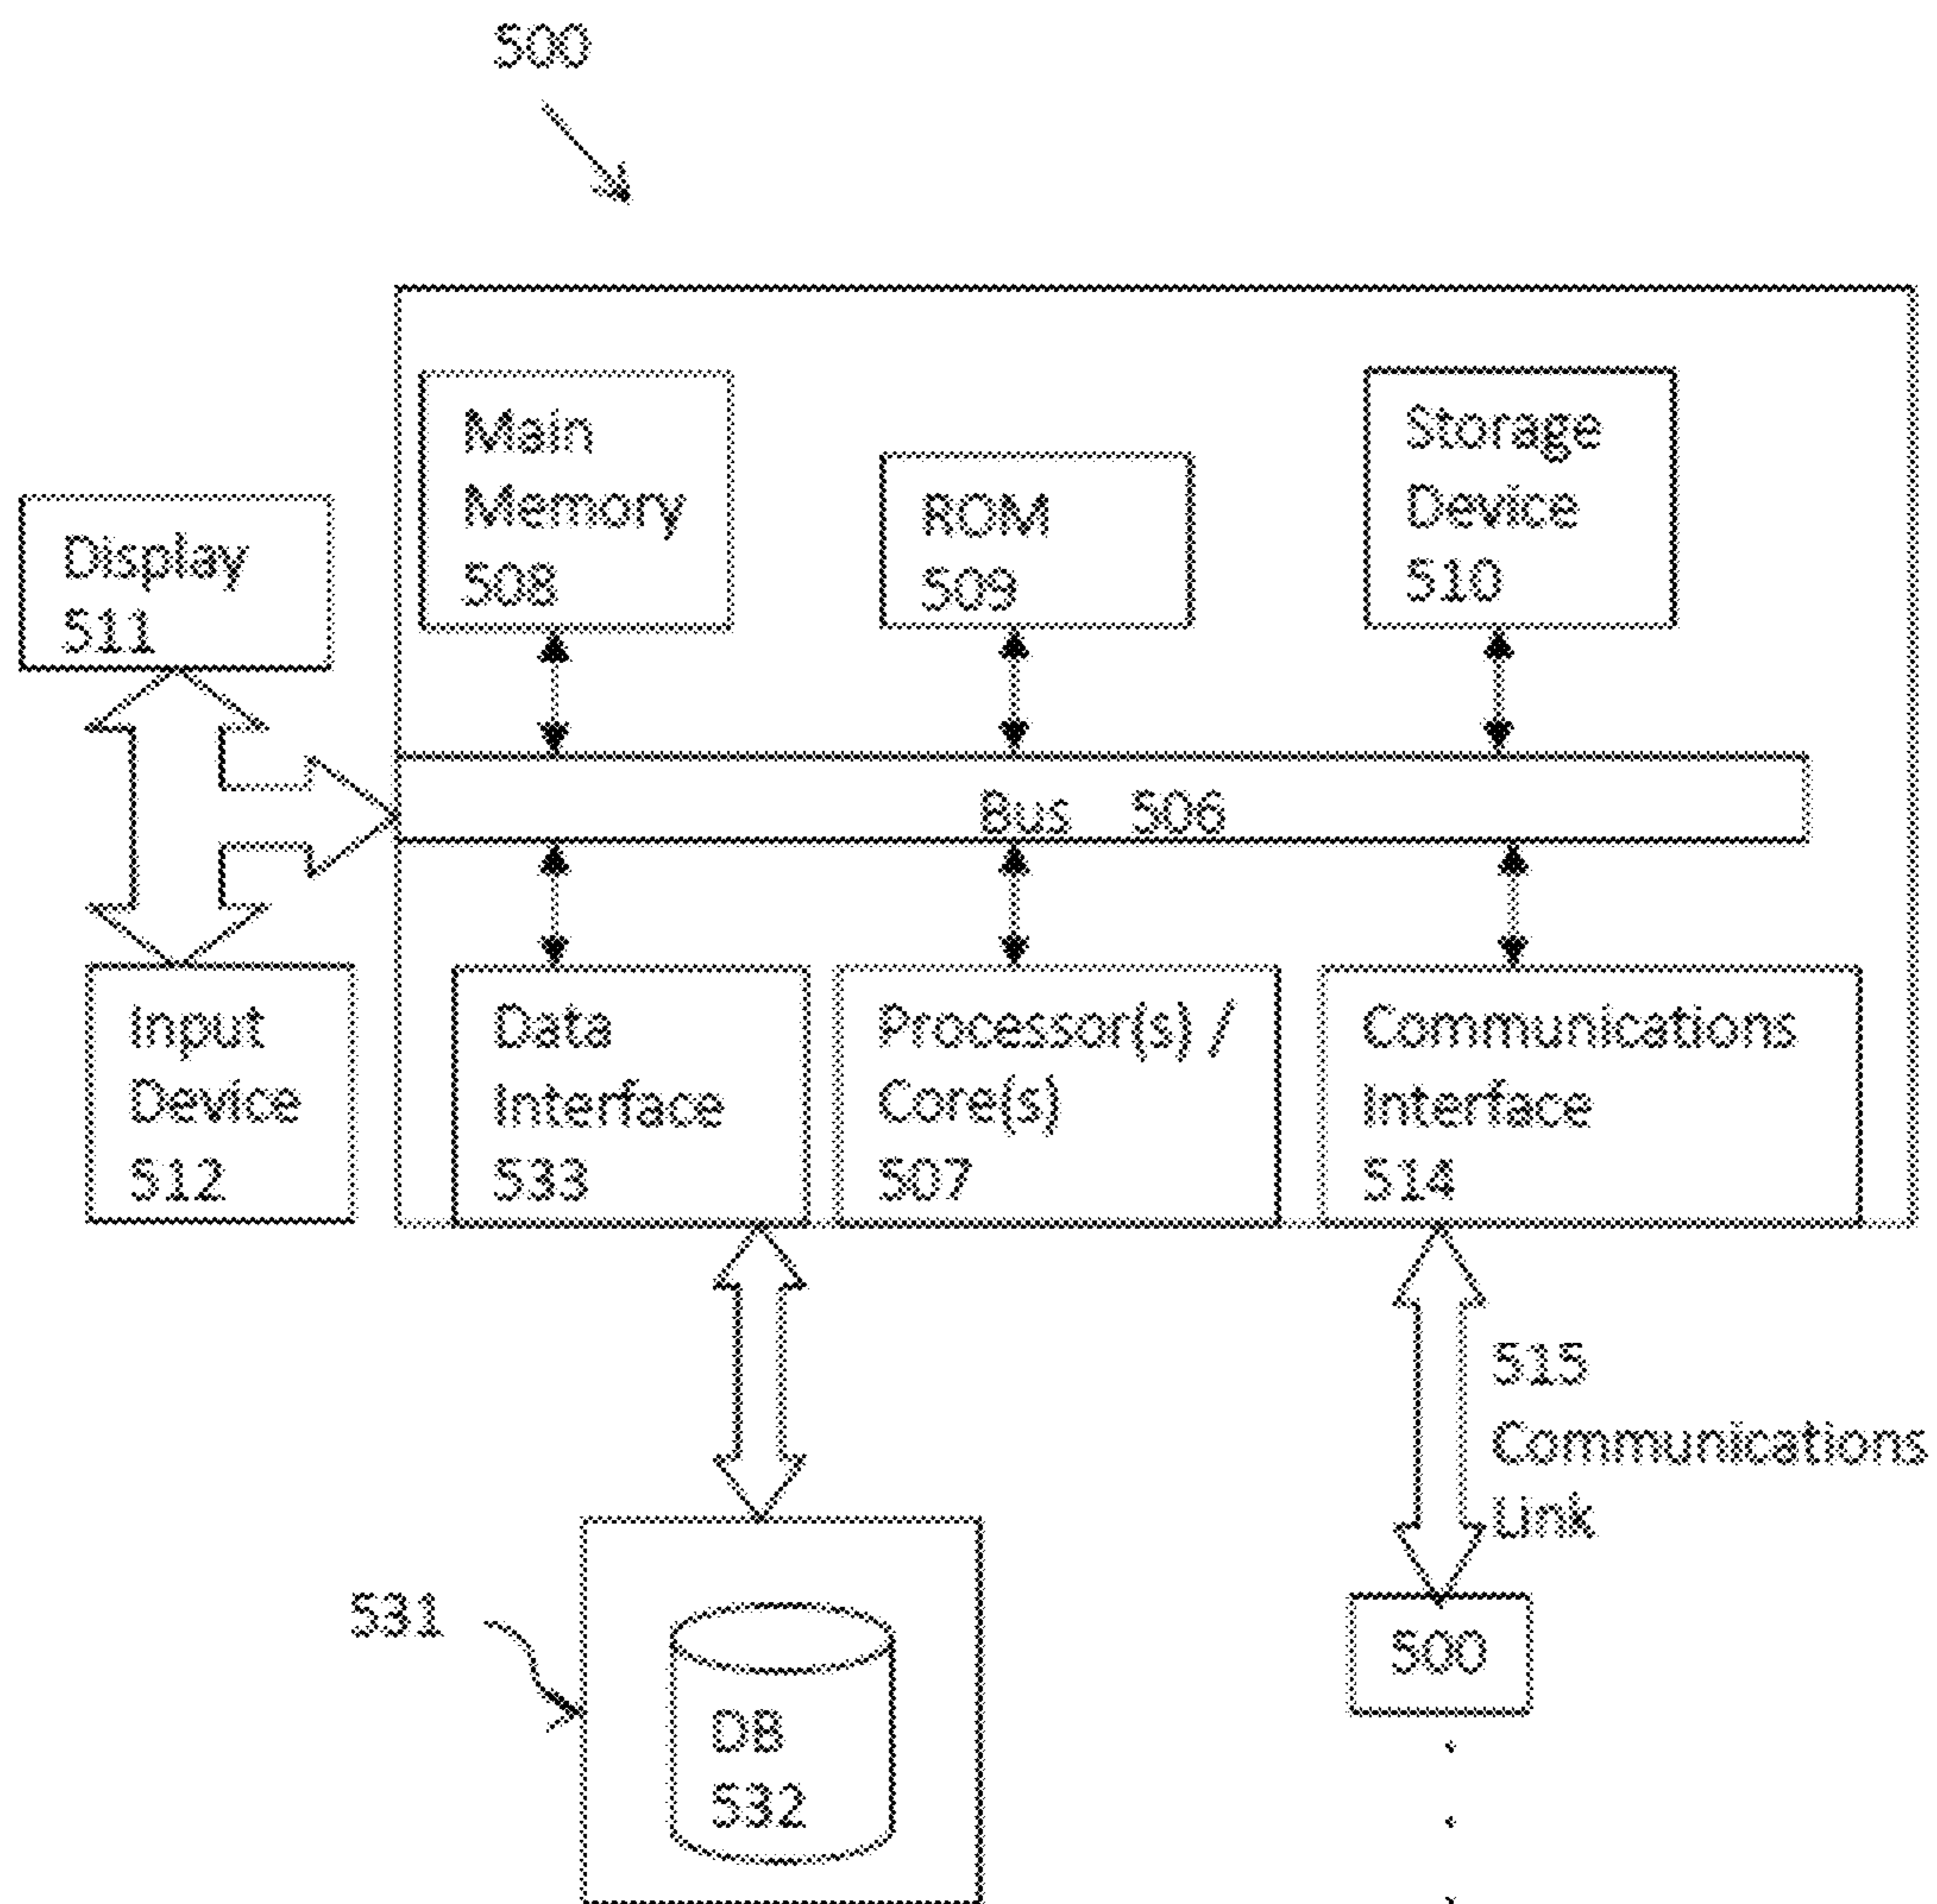 500
Main
Memory
508
ROM
509
Storage
Device
510
Display
511
Bus 506
Input
Device
512
Data
Interface
533
Processor(s) /
Core(s)
507
Communications
Interface
514
515
Communications
Link
531
500
DB
532